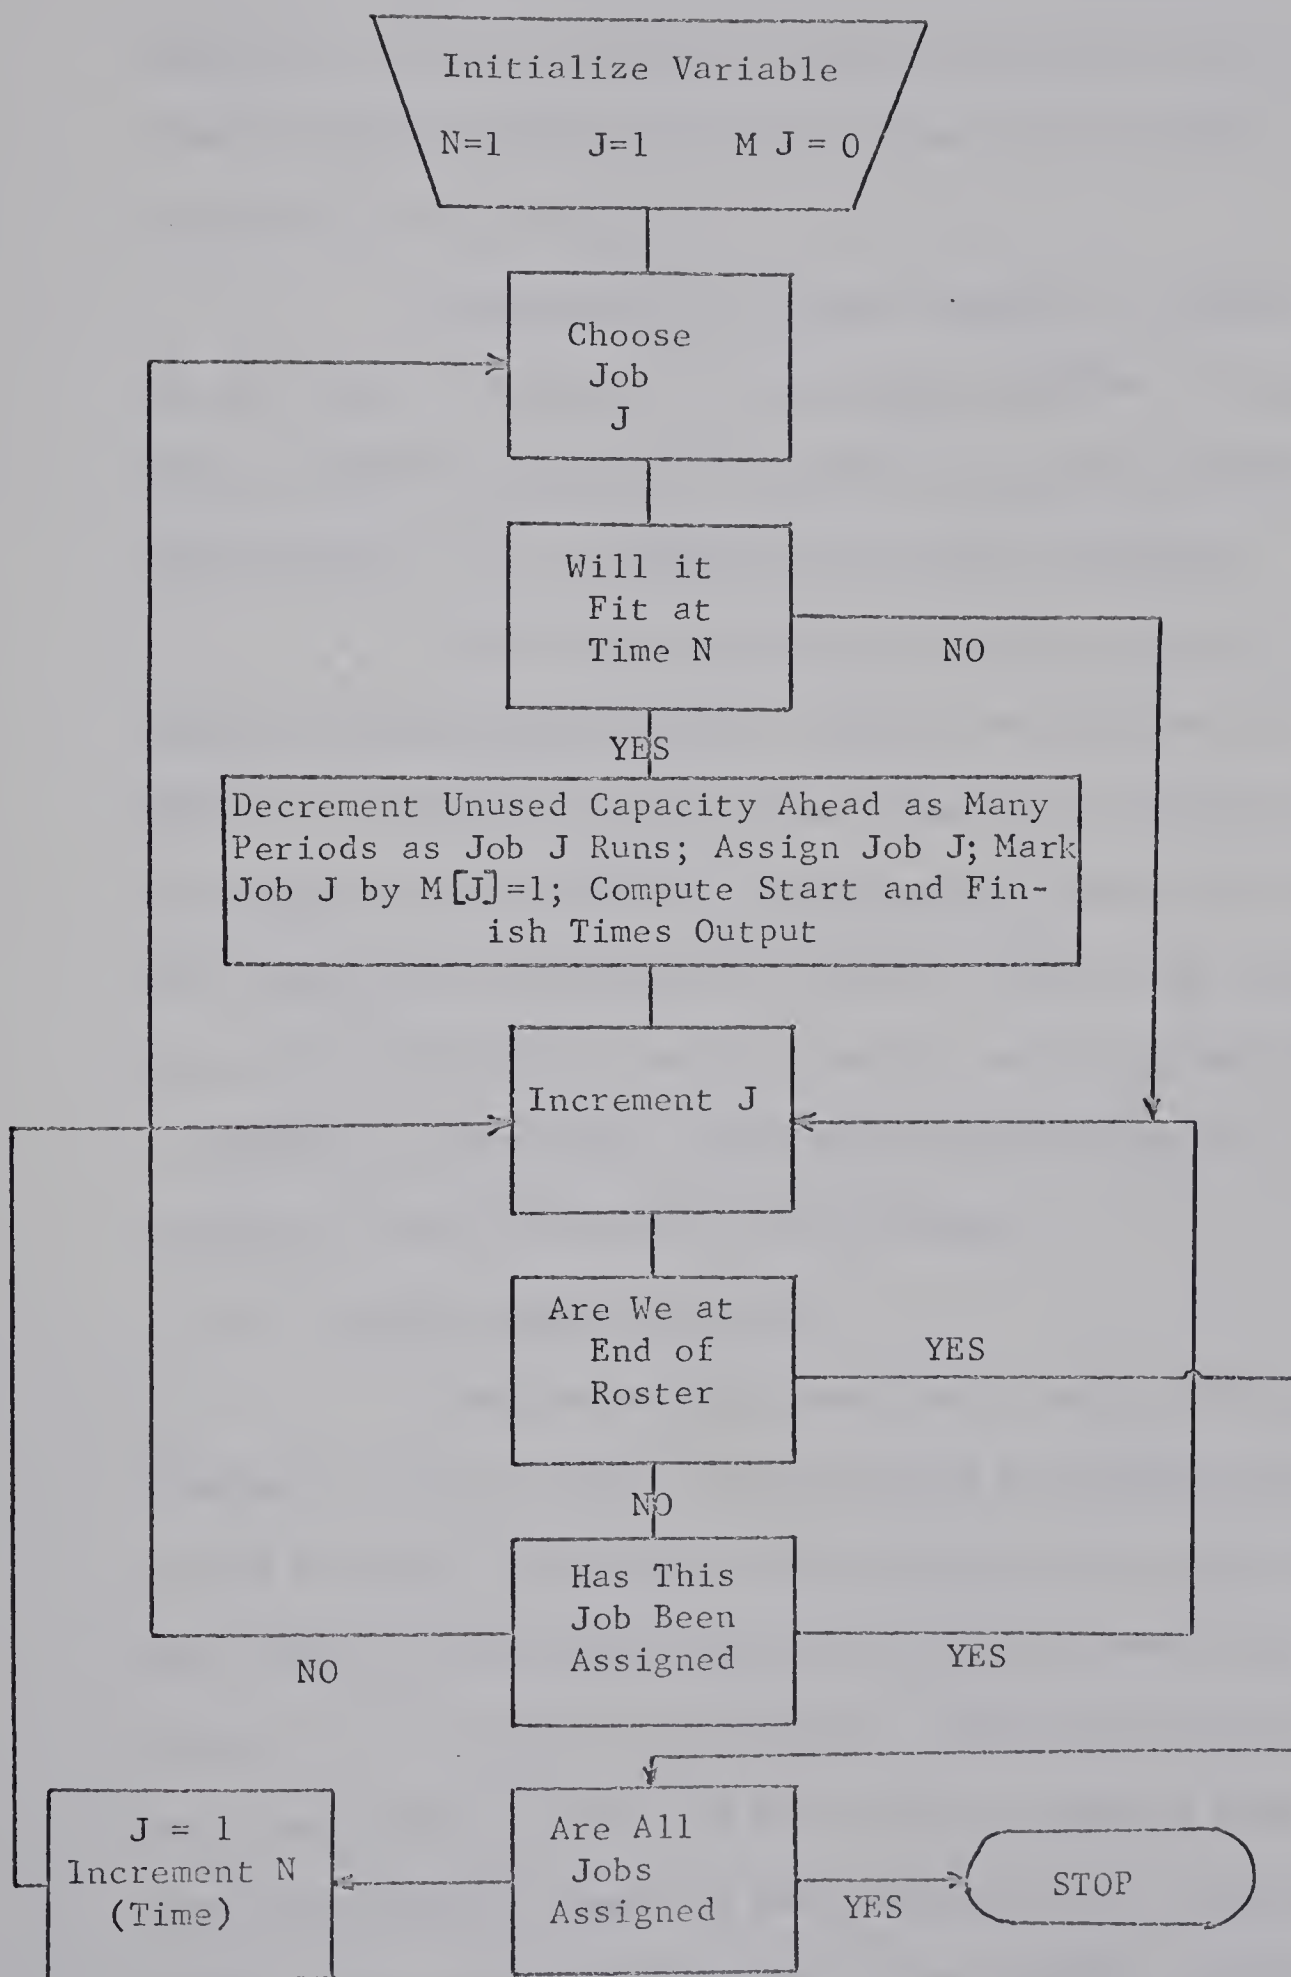 Initialize Variable
N=1 J=1 M J = 0
Choose
Job
J
Will it
Fit at
Time N
NO
YES
Decrement Unused Capacity Ahead as Many
Periods as Job J Runs; Assign Job J; Mark
Job J by M[J]=1; Compute Start and Fin-
ish Times Output
Increment J
Are We at
End of
Roster
YES
NO
Has This
Job Been
Assigned
NO
YES
J = 1
Increment N
(Time)
Are All
Jobs
Assigned
YES
STOP